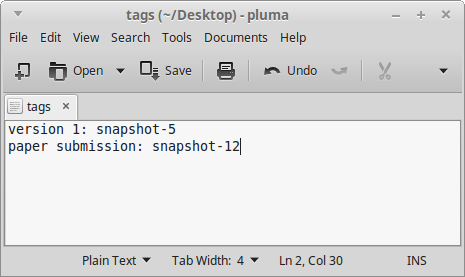 tags (~/Desktop) - pluma
File Edit View Search Tools Documents Help
Open Save Undo
tags
version 1: snapshot-5
paper submission: snapshot-12
Plain Text Tab Width: 4 Ln 2, Col 30 INS